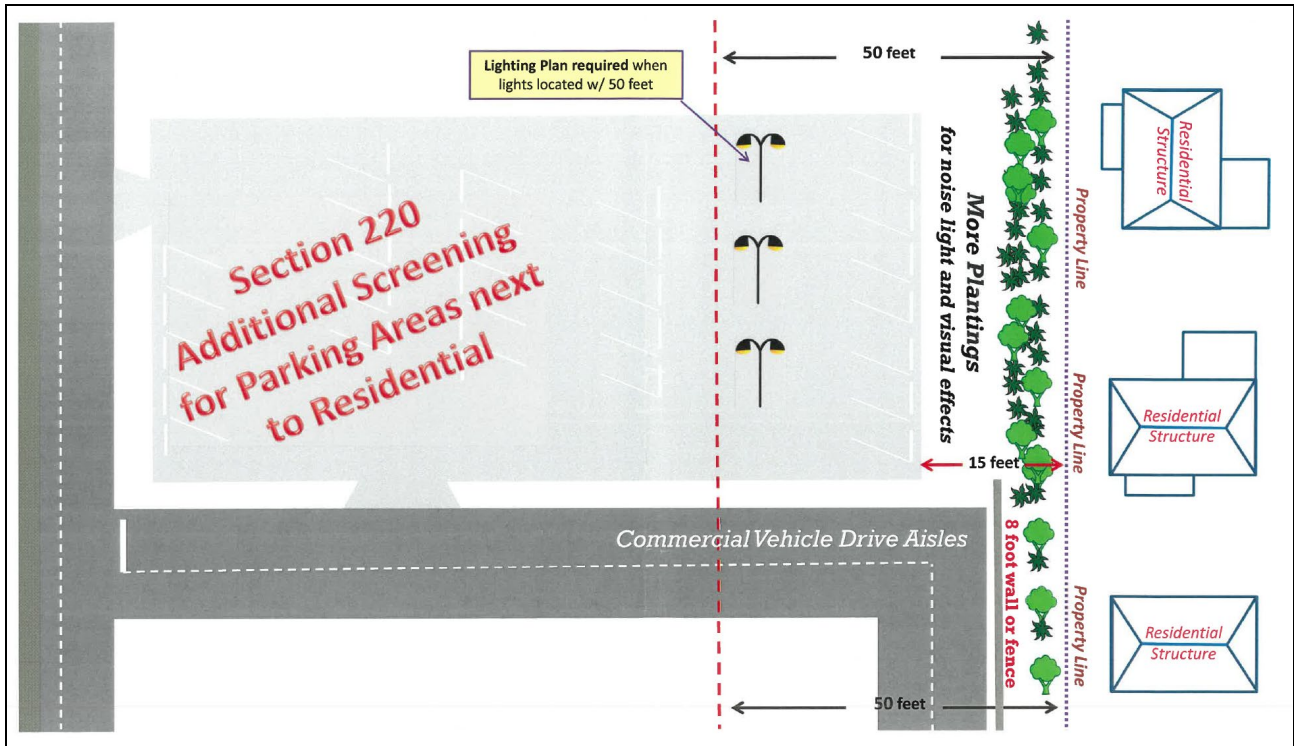 50 feet
Lighting Plan required when
lights located w/ 50 feet
Section 220
Additional Screening
for Parking Areas next
to Residential
More Plantings
for noise light and visual effects
Property Line
Residential
Structure
Property Line
Residential
Structure
15 feet
Commercial Vehicle Drive Aisles
8 foot wall or fence
Property Line
Residential
Structure
50 feet